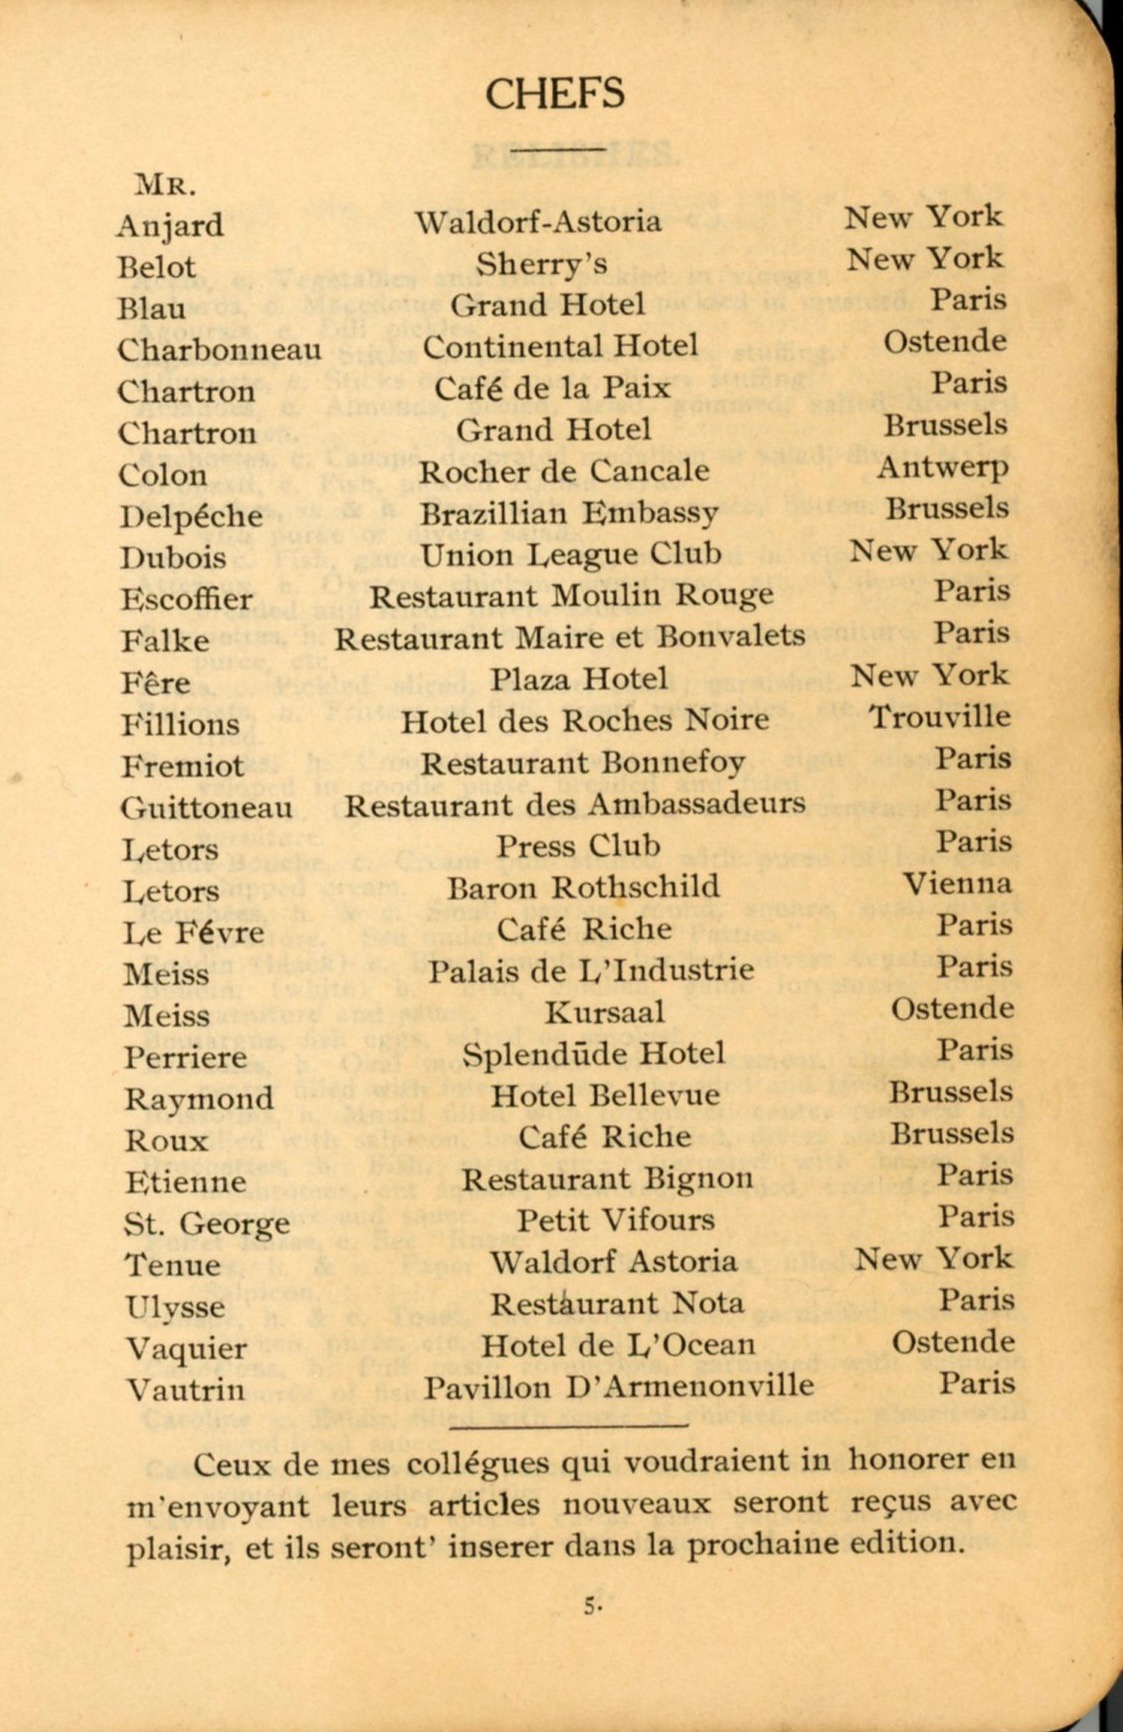 CHEFS
MR.
Anjard Waldorf-Astoria New York
Belot Sherry's New York
Blau Grand Hotel Paris
Charbonneau Continental Hotel Ostende
Chartron Café de la Paix Paris
Chartron Grand Hotel Brussels
Colon Rocher de Cancale Antwerp
Delpéche Brazillian Embassy Brussels
Dubois Union League Club New York
Escoffier Restaurant Moulin Rouge Paris
Falke Restaurant Maire et Bonvalets Paris
Fêre Plaza Hotel New York
Fillions Hotel des Roches Noire Trouville
Fremiot Restaurant Bonnefoy Paris
Guittoneau Restaurant des Ambassadeurs Paris
Letors Press Club Paris
Letors Baron Rothschild Vienna
Le Févre Café Riche Paris
Meiss Palais de L'Industrie Paris
Meiss Kursaal Ostende
Perriere Splendūde Hotel Paris
Raymond Hotel Bellevue Brussels
Roux Café Riche Brussels
Etienne Restaurant Bignon Paris
St. George Petit Vifours Paris
Tenue Waldorf Astoria New York
Ulysse Restaurant Nota Paris
Vaquier Hotel de L'Ocean Ostende
Vautrin Pavillon D'Armenonville Paris
Ceux de mes collégues qui voudraient in honorer en
m'envoyant leurs articles nouveaux seront reçus avec
plaisir, et ils seront' inserer dans la prochaine edition.
5.